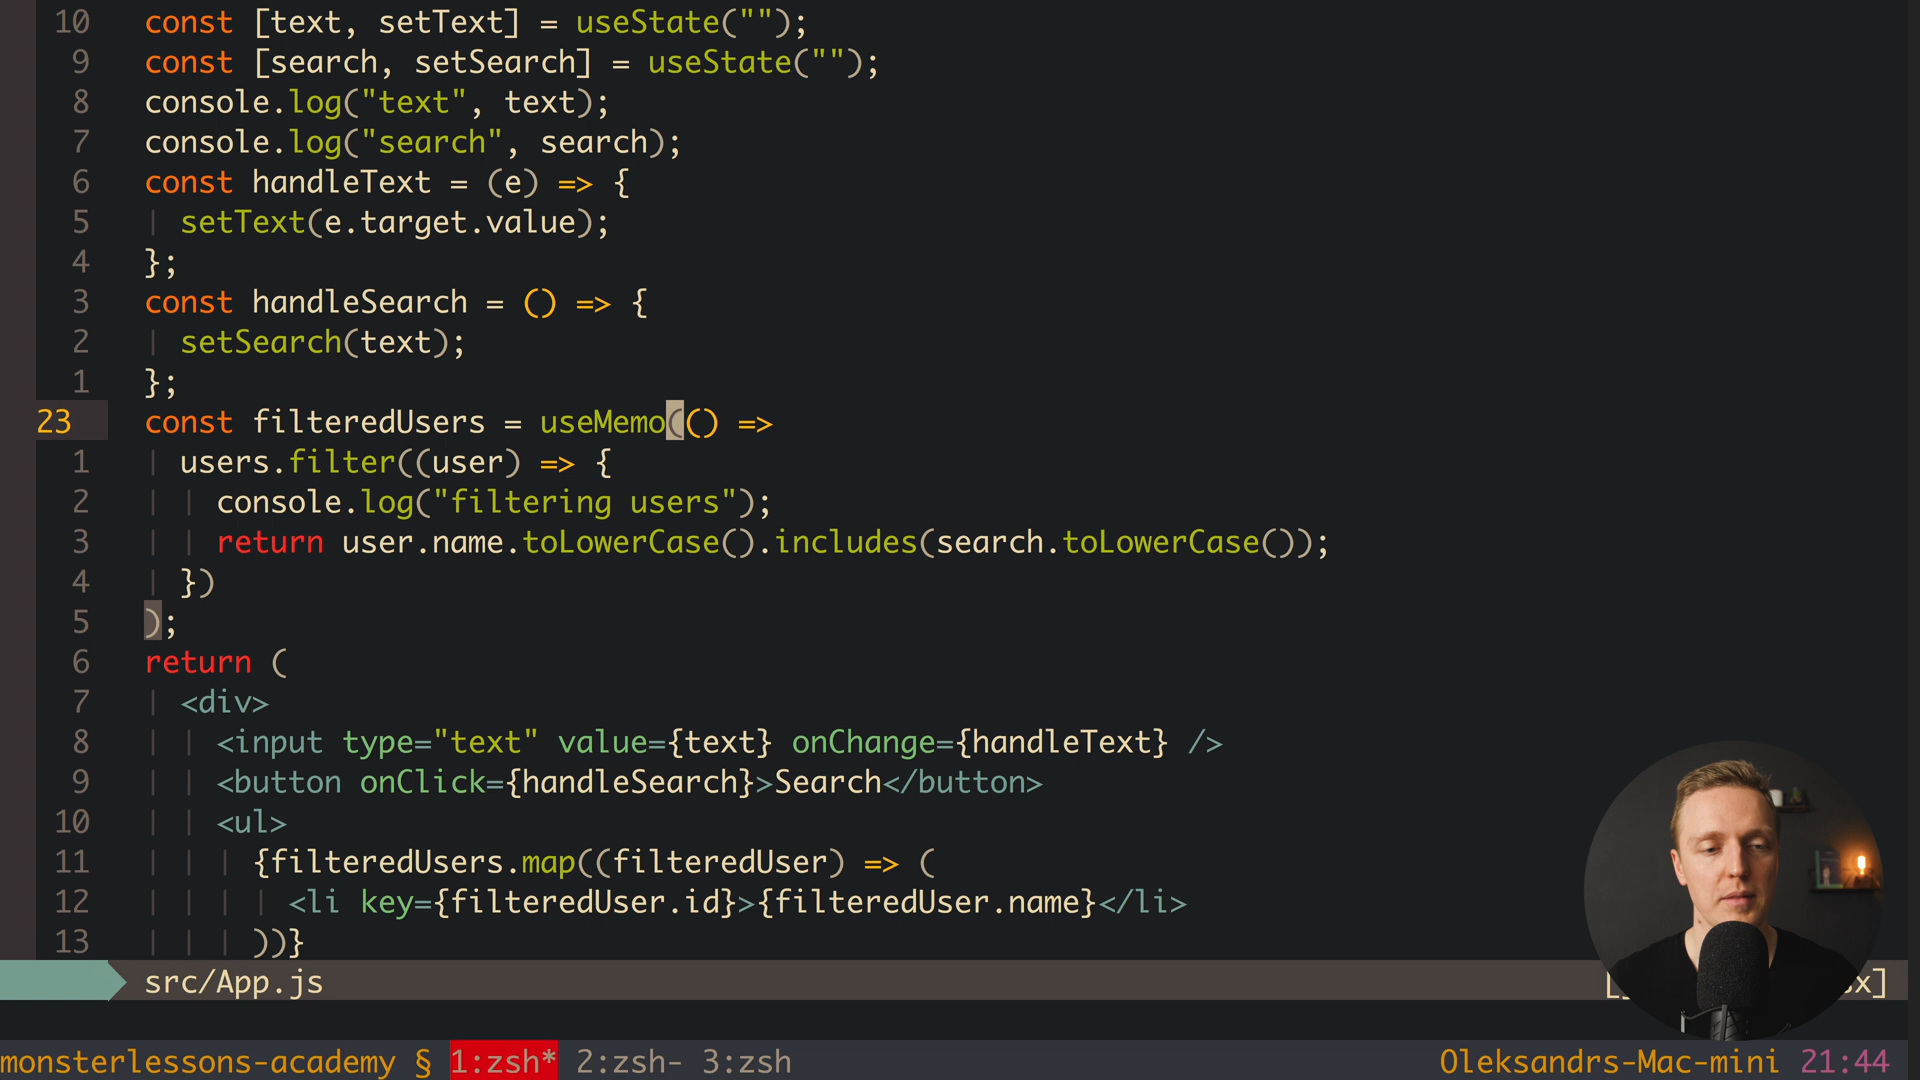 10 const [text, setText] = useState("");
9 const [search, setSearch] = useState("");
8 console.log("text", text);
7 console.log("search", search);
6 const handleText = (e) => {
5 setText(e.target.value);
4 };
3 const handleSearch = () => {
2 setSearch(text);
1 };
23 const filteredUsers = useMemo(() =>
1 users.filter((user) => {
2 console.log("filtering users");
3 return user.name.toLowerCase().includes(search.toLowerCase());
4 })
5 );
6 return (
7 <div>
8 <input type="text" value={text} onChange={handleText} />
9 <button onClick={handleSearch}>Search</button>
10 <ul>
11 {filteredUsers.map((filteredUser) => (
12 <li key={filteredUser.id}>{filteredUser.name}</li>
13 ))}
src/App.js
monsterlessons-academy § 1:zsh* 2:zsh- 3:zsh Oleksandrs-Mac-mini 21:44